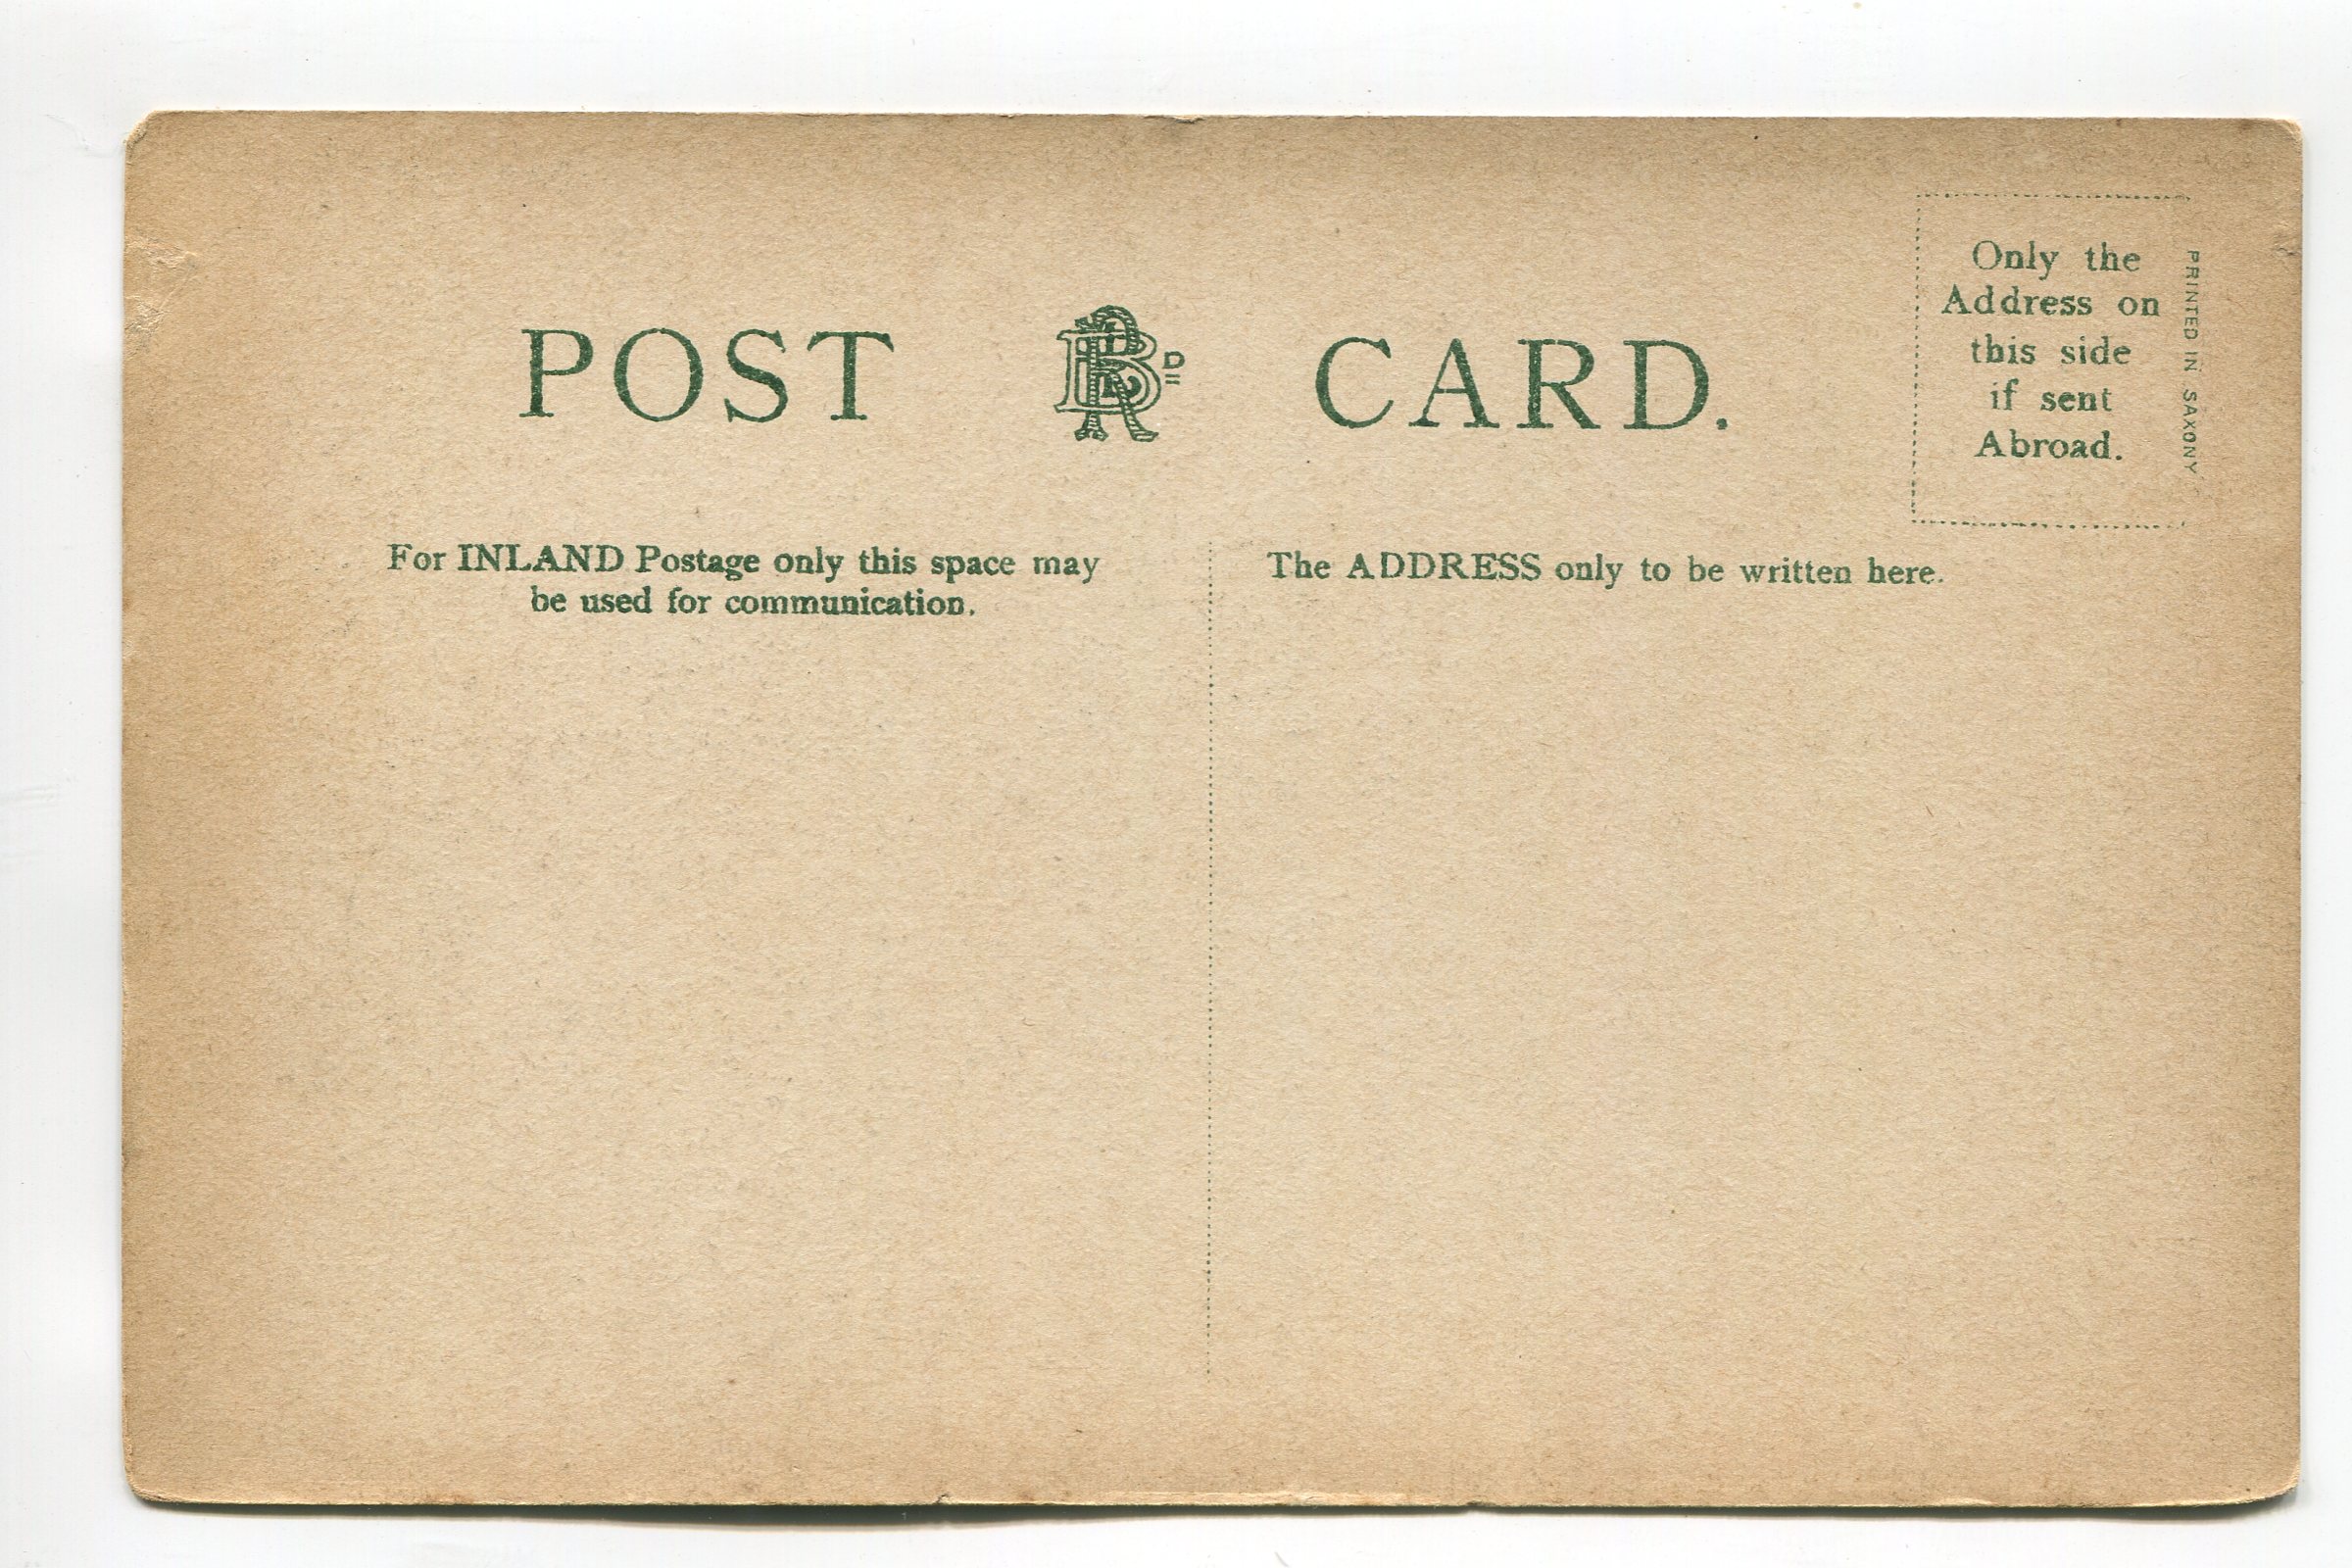 POST CARD.
Only the
Address on
this side
if sent
Abroad.
PRINTED IN SAXONY
For INLAND Postage only this space may
be used for communication.
The ADDRESS only to be written here.